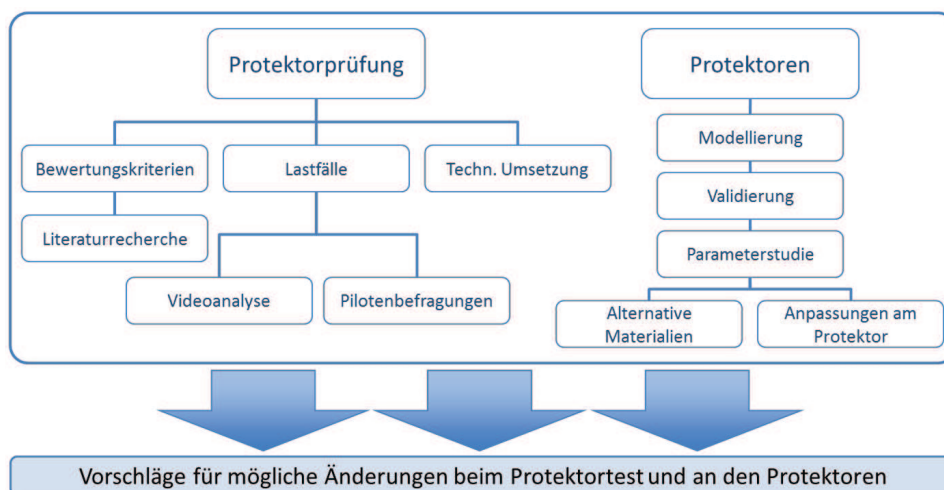 Protektorprüfung
Protektoren
Bewertungskriterien
Lastfälle
Techn. Umsetzung
Literaturrecherche
Videoanalyse
Pilotenbefragungen
Modellierung
Validierung
Parameterstudie
Alternative
Materialien
Anpassungen am
Protektor
Vorschläge für mögliche Änderungen beim Protektortest und an den Protektoren